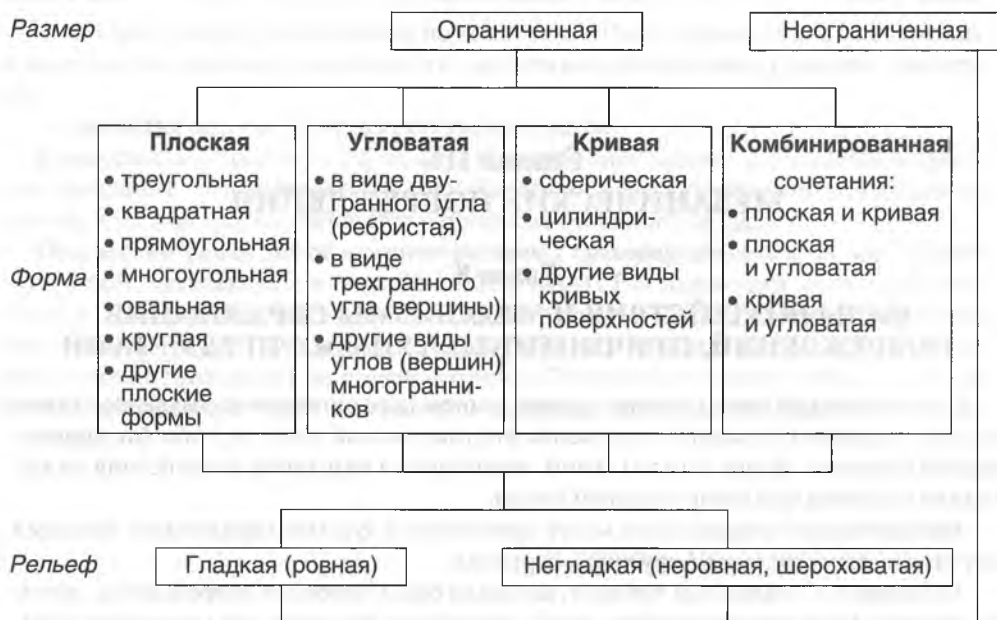 Размер
Ограниченная
Неограниченная
Плоская
• треугольная
• квадратная
• прямоугольная
• многоугольная
• овальная
• круглая
• другие
плоские
формы
Угловатая
• в виде дву-
гранного угла
(ребристая)
• в виде
трехгранного
угла (вершины)
• другие виды
углов (вершин)
многогранни-
ков
Кривая
• сферическая
• цилиндри-
ческая
• другие виды
кривых
поверхностей
Комбинированная
сочетания:
• плоская и кривая
• плоская
и угловатая
• кривая
и угловатая
Форма
Рельеф
Гладкая (ровная)
Негладкая (неровная, шероховатая)